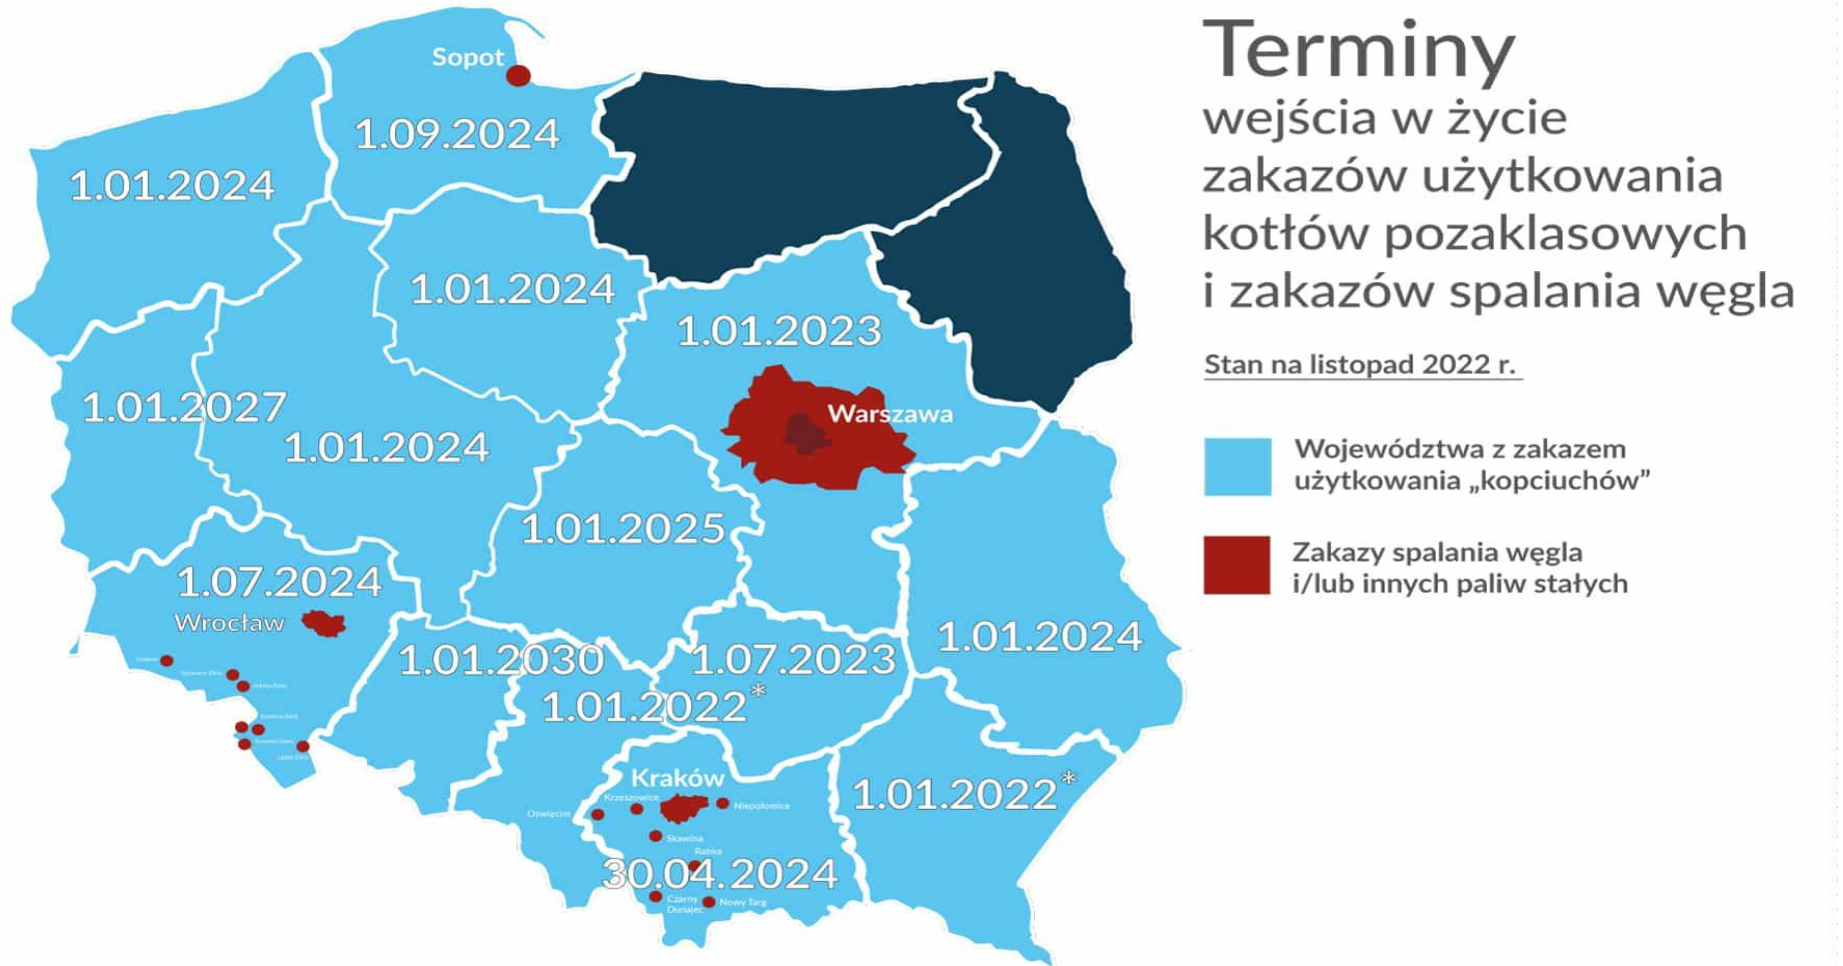 Terminy
wejścia w życie
zakazów użytkowania
kotłów pozaklasowych
i zakazów spalania węgla
Stan na listopad 2022 r.
Województwa z zakazem
użytkowania „kopciuchów”
Zakazy spalania węgla
i/lub innych paliw stałych
Sopot
1.09.2024
1.01.2024
1.01.2024
1.01.2023
1.01.2027
1.01.2024
Warszawa
1.01.2025
1.07.2024
Wrocław
1.01.2030
1.07.2023
1.01.2024
1.01.2022*
Kraków
1.01.2022*
Krzeszowice
Niepołomice
Oświęcim
Skawina
Rabka
30.04.2024
Czarny
Dunajec
Nowy Targ